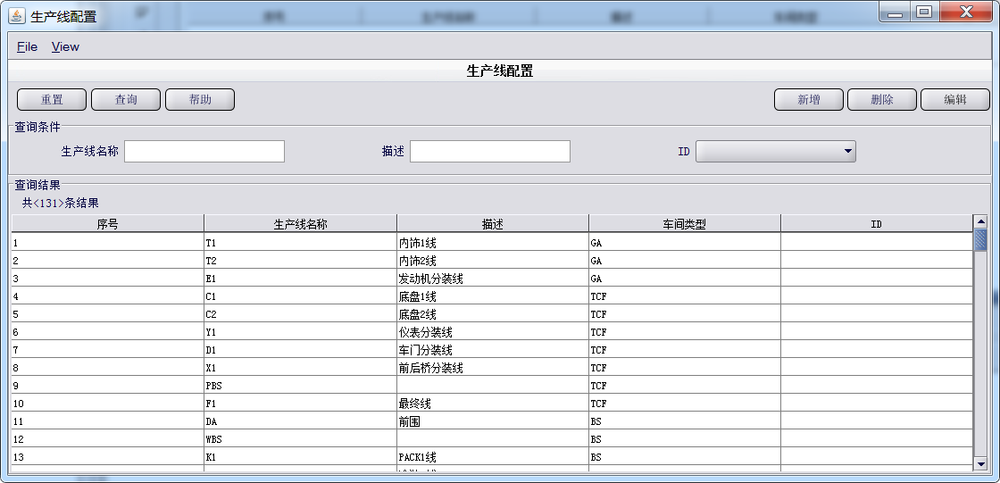 生产线配置
File View
生产线配置
重置 查询 帮助 新增 删除 编辑
查询条件
生产线名称 描述 ID
查询结果
共<131>条结果
序号 生产线名称 描述 车间类型 ID
1 T1 内饰1线 GA
2 T2 内饰2线 GA
3 E1 发动机分装线 GA
4 C1 底盘1线 TCF
5 C2 底盘2线 TCF
6 Y1 仪表分装线 TCF
7 D1 车门分装线 TCF
8 X1 前后桥分装线 TCF
9 PBS TCF
10 F1 最终线 TCF
11 DA 前围 BS
12 WBS BS
13 K1 PACK1线 BS